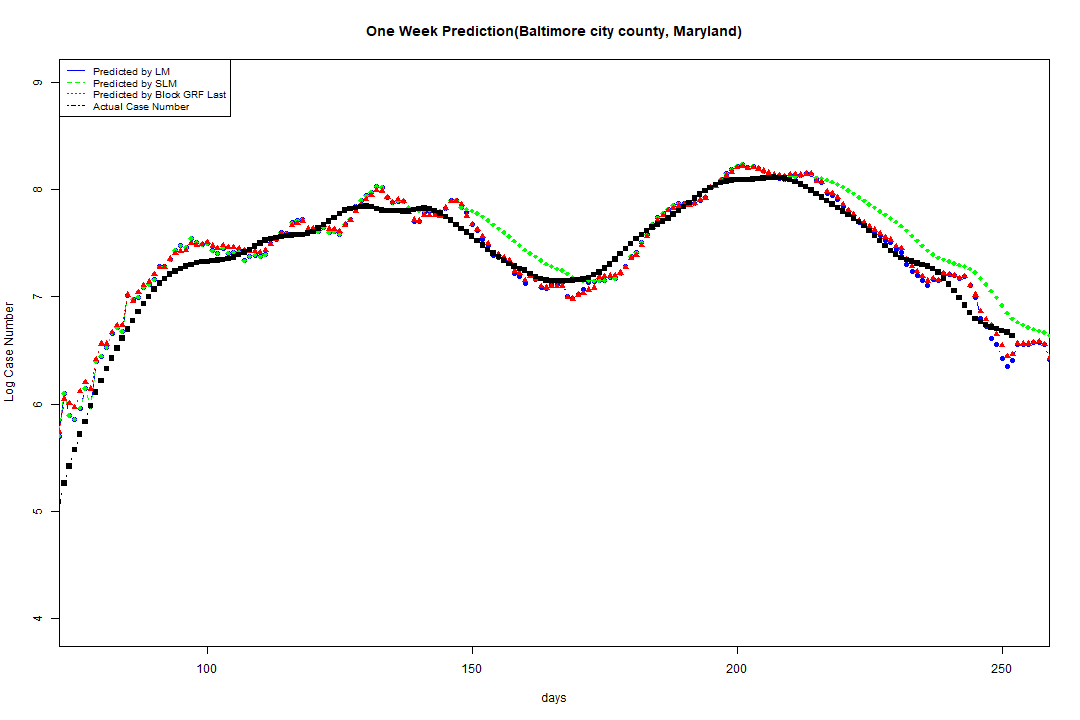 One Week Prediction(Baltimore city county, Maryland)
Predicted by LM
Predicted by SLM
Predicted by Block GRF Last
Actual Case Number
9
8
7
6
5
4
Log Case Number
100
150
200
250
days